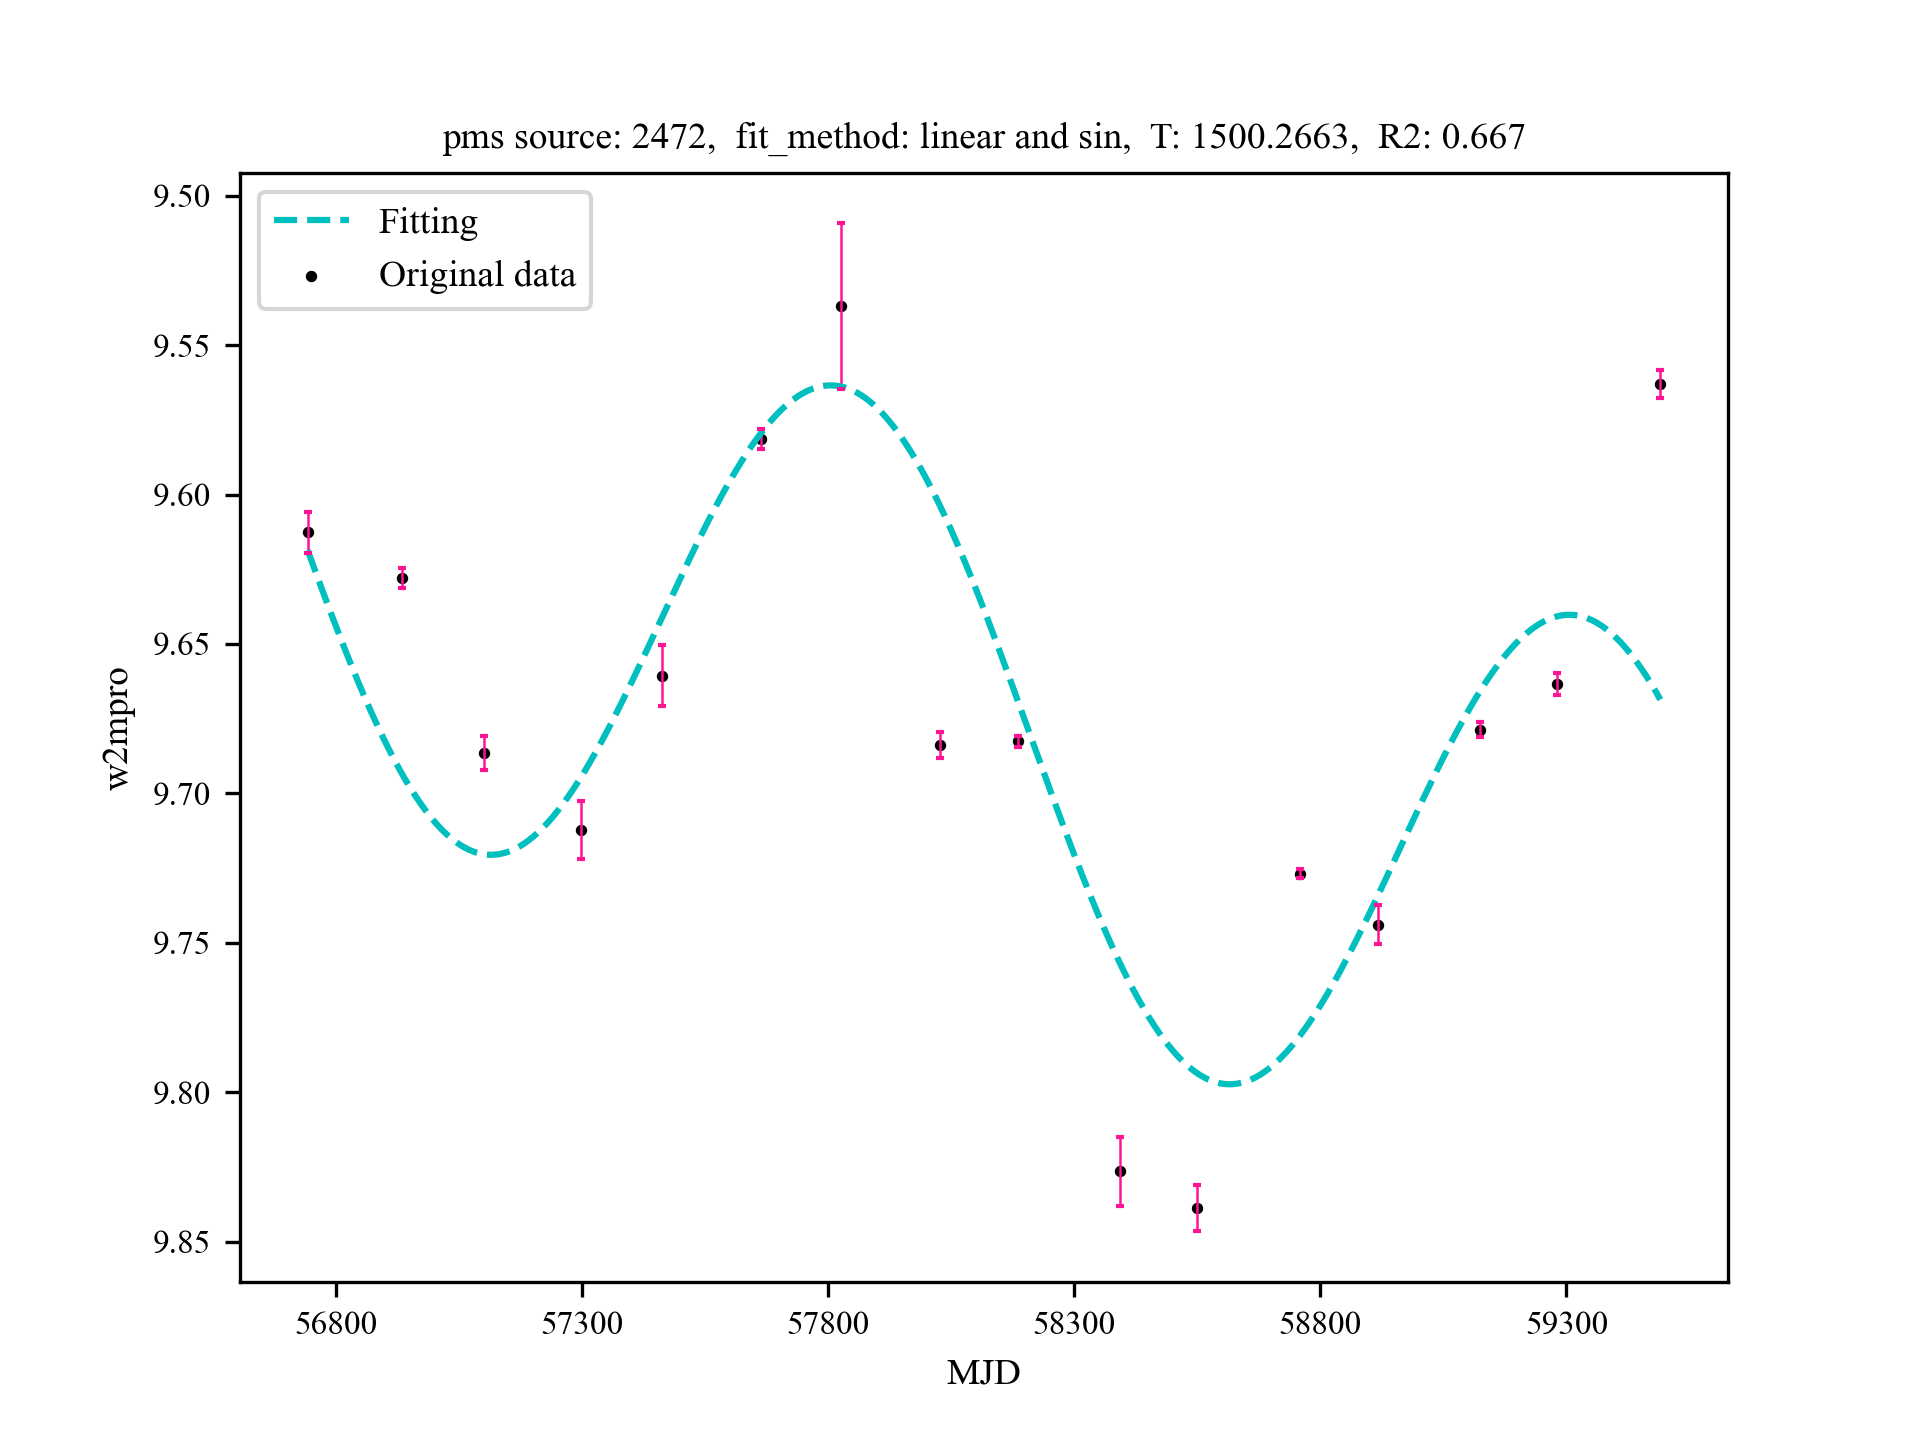 pms source: 2472,  fit_method: linear and sin,  T: 1500.2663,  R2: 0.667
Fitting
Original data
9.50
9.55
9.60
9.65
9.70
9.75
9.80
9.85
w2mpro
56800 57300 57800 58300 58800 59300
MJD